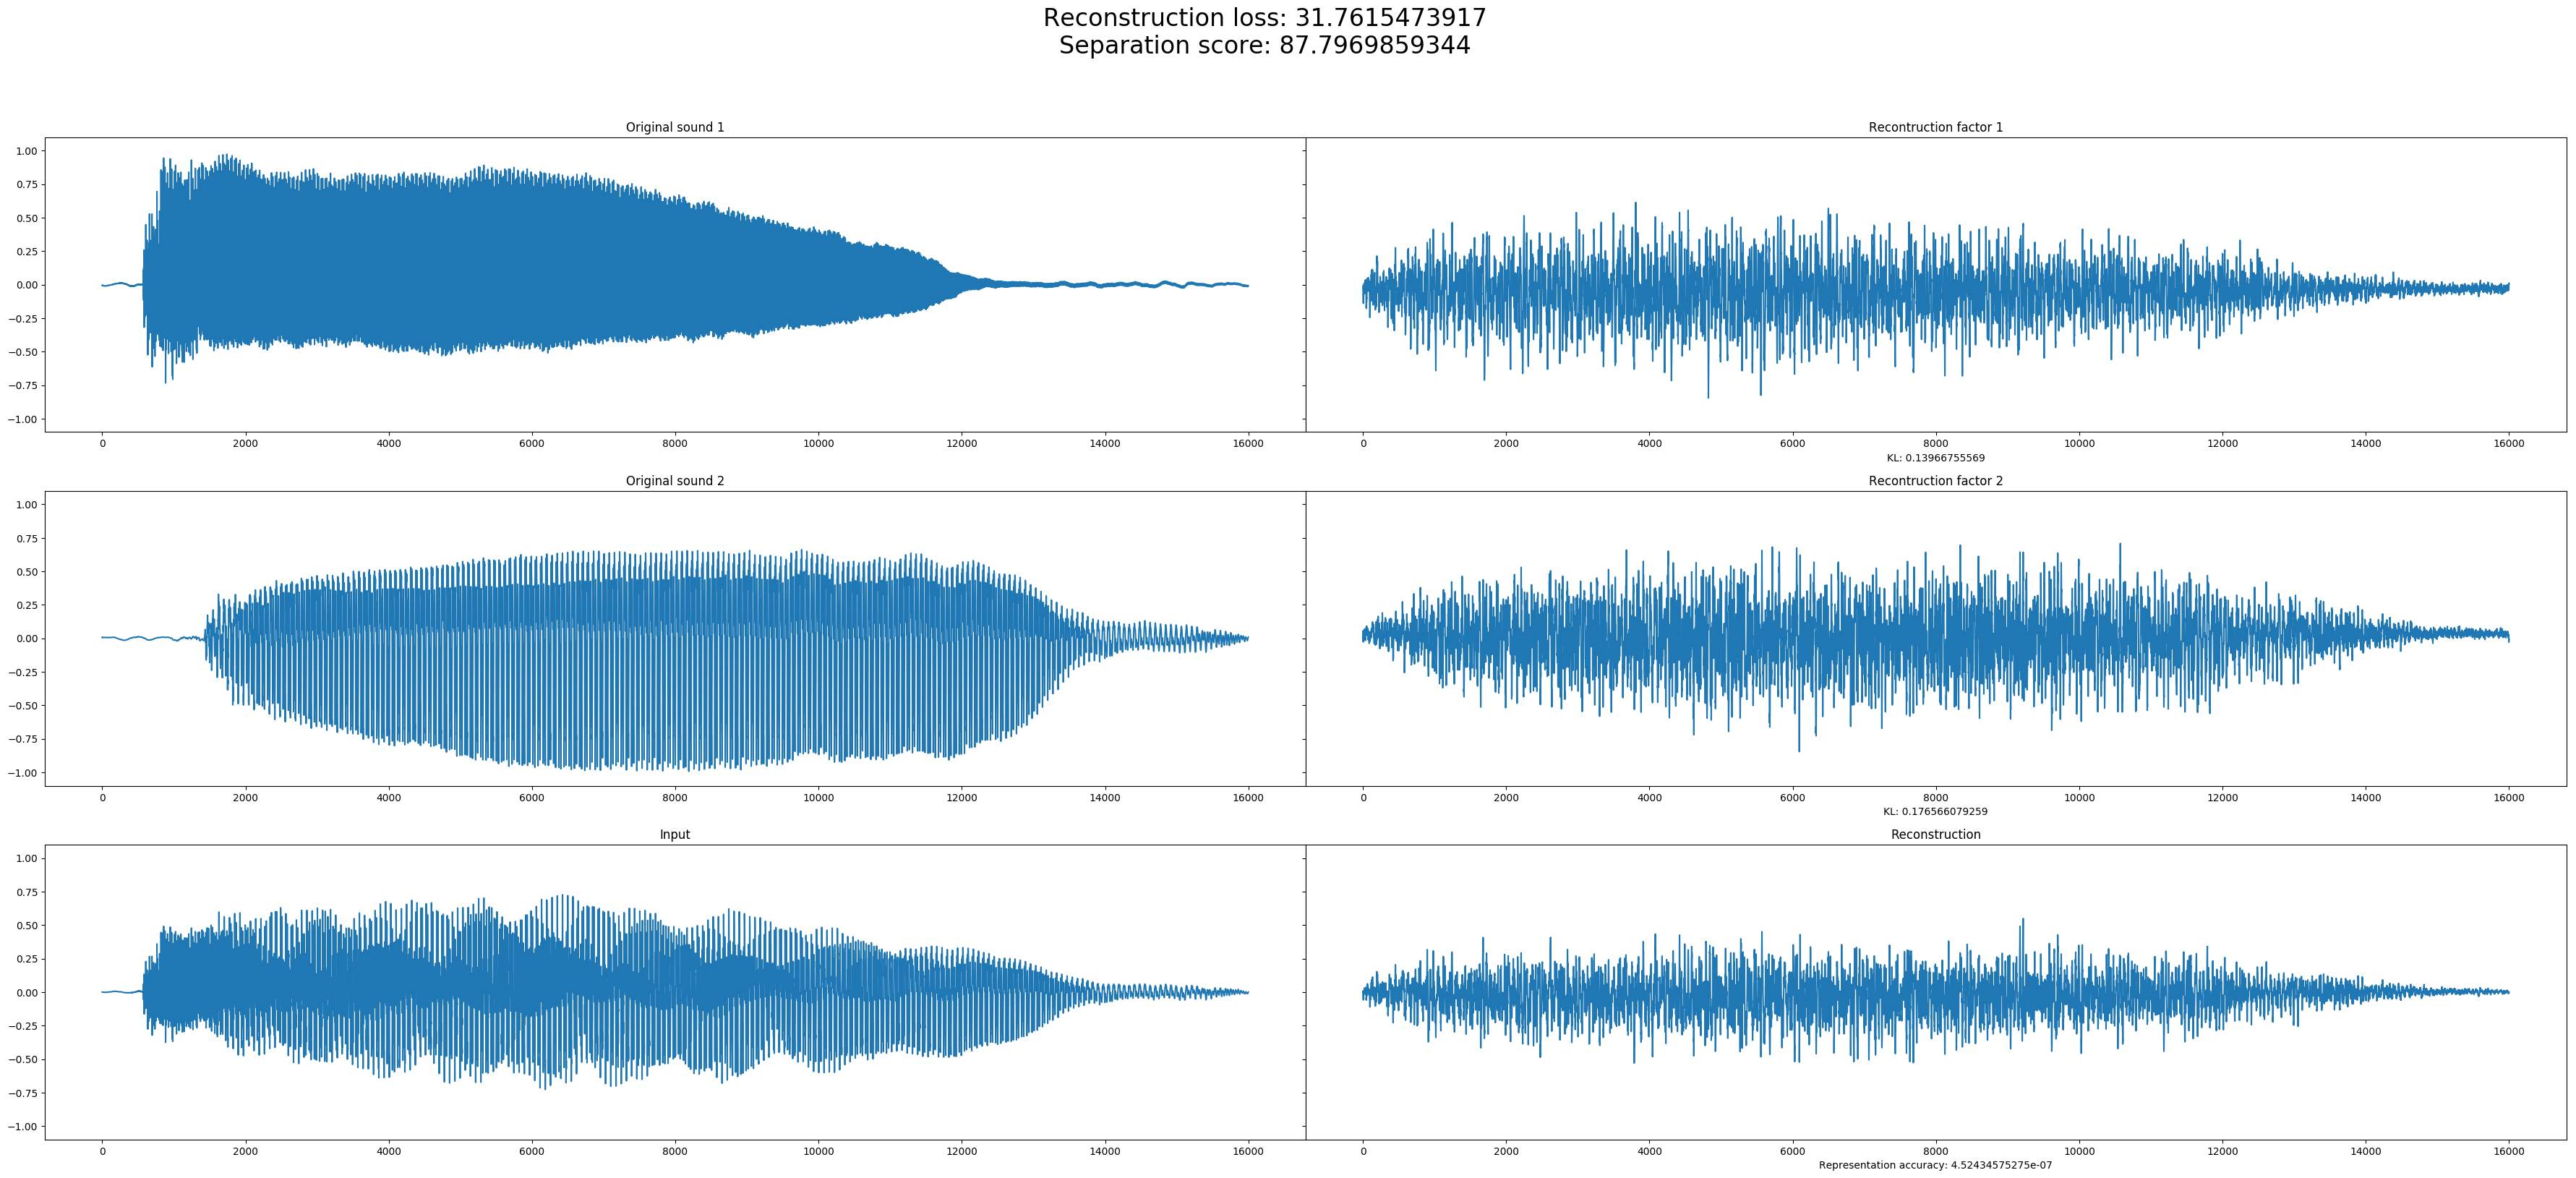 Reconstruction loss: 31.7615473917
Separation score: 87.7969859344
Original sound 1
Recontruction factor 1
1.00
0.75
0.50
0.25
0.00
−0.25
−0.50
−0.75
−1.00
0 2000 4000 6000 8000 10000 12000 14000 16000
0 2000 4000 6000 8000 10000 12000 14000 16000
KL: 0.13966755569
Original sound 2
Recontruction factor 2
1.00
0.75
0.50
0.25
0.00
−0.25
−0.50
−0.75
−1.00
0 2000 4000 6000 8000 10000 12000 14000 16000
0 2000 4000 6000 8000 10000 12000 14000 16000
KL: 0.176566079259
Input
Reconstruction
1.00
0.75
0.50
0.25
0.00
−0.25
−0.50
−0.75
−1.00
0 2000 4000 6000 8000 10000 12000 14000 16000
0 2000 4000 6000 8000 10000 12000 14000 16000
Representation accuracy: 4.52434575275e-07